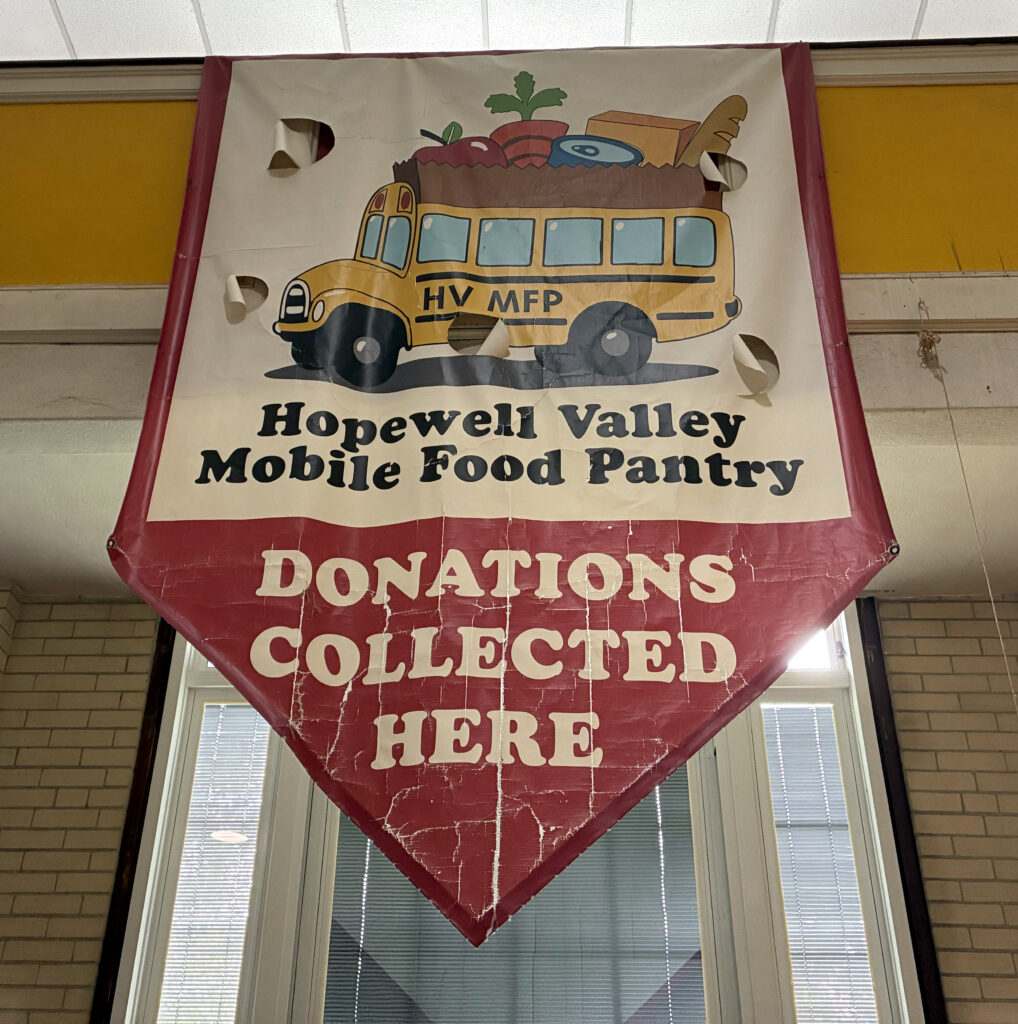 HV MFP
Hopewell Valley
Mobile Food Pantry
DONATIONS
COLLECTED
HERE